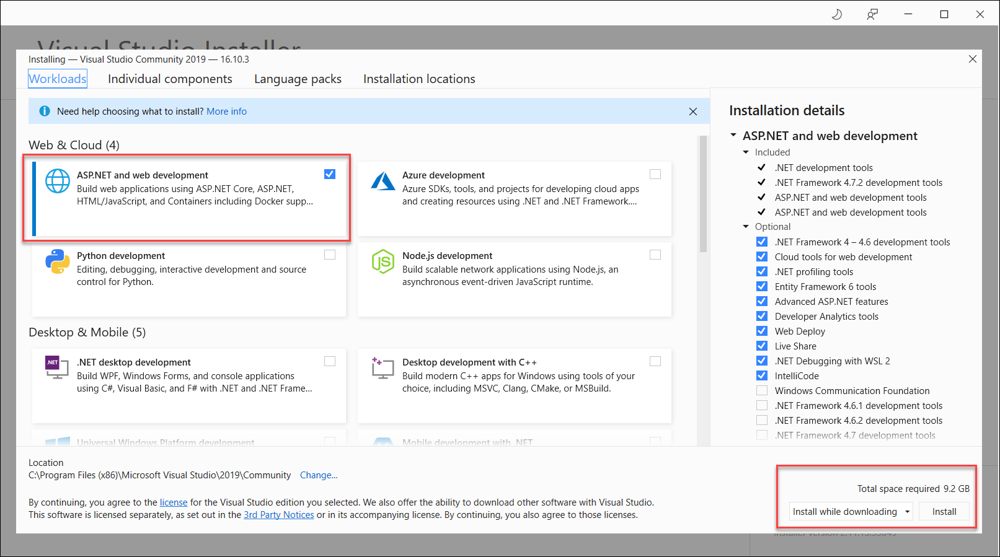 Visual Studio Installer
Installing — Visual Studio Community 2019 — 16.10.3
Workloads
Individual components
Language packs
Installation locations
Need help choosing what to install? More info
Web & Cloud (4)
ASP.NET and web development
Build web applications using ASP.NET Core, ASP.NET,
HTML/JavaScript, and Containers including Docker supp...
Azure development
Azure SDKs, tools, and projects for developing cloud apps
and creating resources using .NET and .NET Framework....
Python development
Editing, debugging, interactive development and source
control for Python.
Node.js development
Build scalable network applications using Node.js, an
asynchronous event-driven JavaScript runtime.
JS
Desktop & Mobile (5)
.NET
.NET desktop development
Build WPF, Windows Forms, and console applications
using C#, Visual Basic, and F# with .NET and .NET Frame...
Desktop development with C++
Build modern C++ apps for Windows using tools of your
choice, including MSVC, Clang, CMake, or MSBuild.
Universal Windows Platform development
Mobile development with .NET
Installation details
ASP.NET and web development
Included
.NET development tools
.NET Framework 4.7.2 development tools
ASP.NET and web development tools
ASP.NET and web development tools
Optional
.NET Framework 4 – 4.6 development tools
Cloud tools for web development
.NET profiling tools
Entity Framework 6 tools
Advanced ASP.NET features
Developer Analytics tools
Web Deploy
Live Share
.NET Debugging with WSL 2
IntelliCode
Windows Communication Foundation
.NET Framework 4.6.1 development tools
.NET Framework 4.6.2 development tools
.NET Framework 4.7 development tools
Location
C:\Program Files (x86)\Microsoft Visual Studio\2019\Community Change...
By continuing, you agree to the license for the Visual Studio edition you selected. We also offer the ability to download other software with Visual Studio.
This software is licensed separately, as set out in the 3rd Party Notices or in its accompanying license. By continuing, you also agree to those licenses.
Total space required 9.2 GB
Install while downloading
Install
Installer version